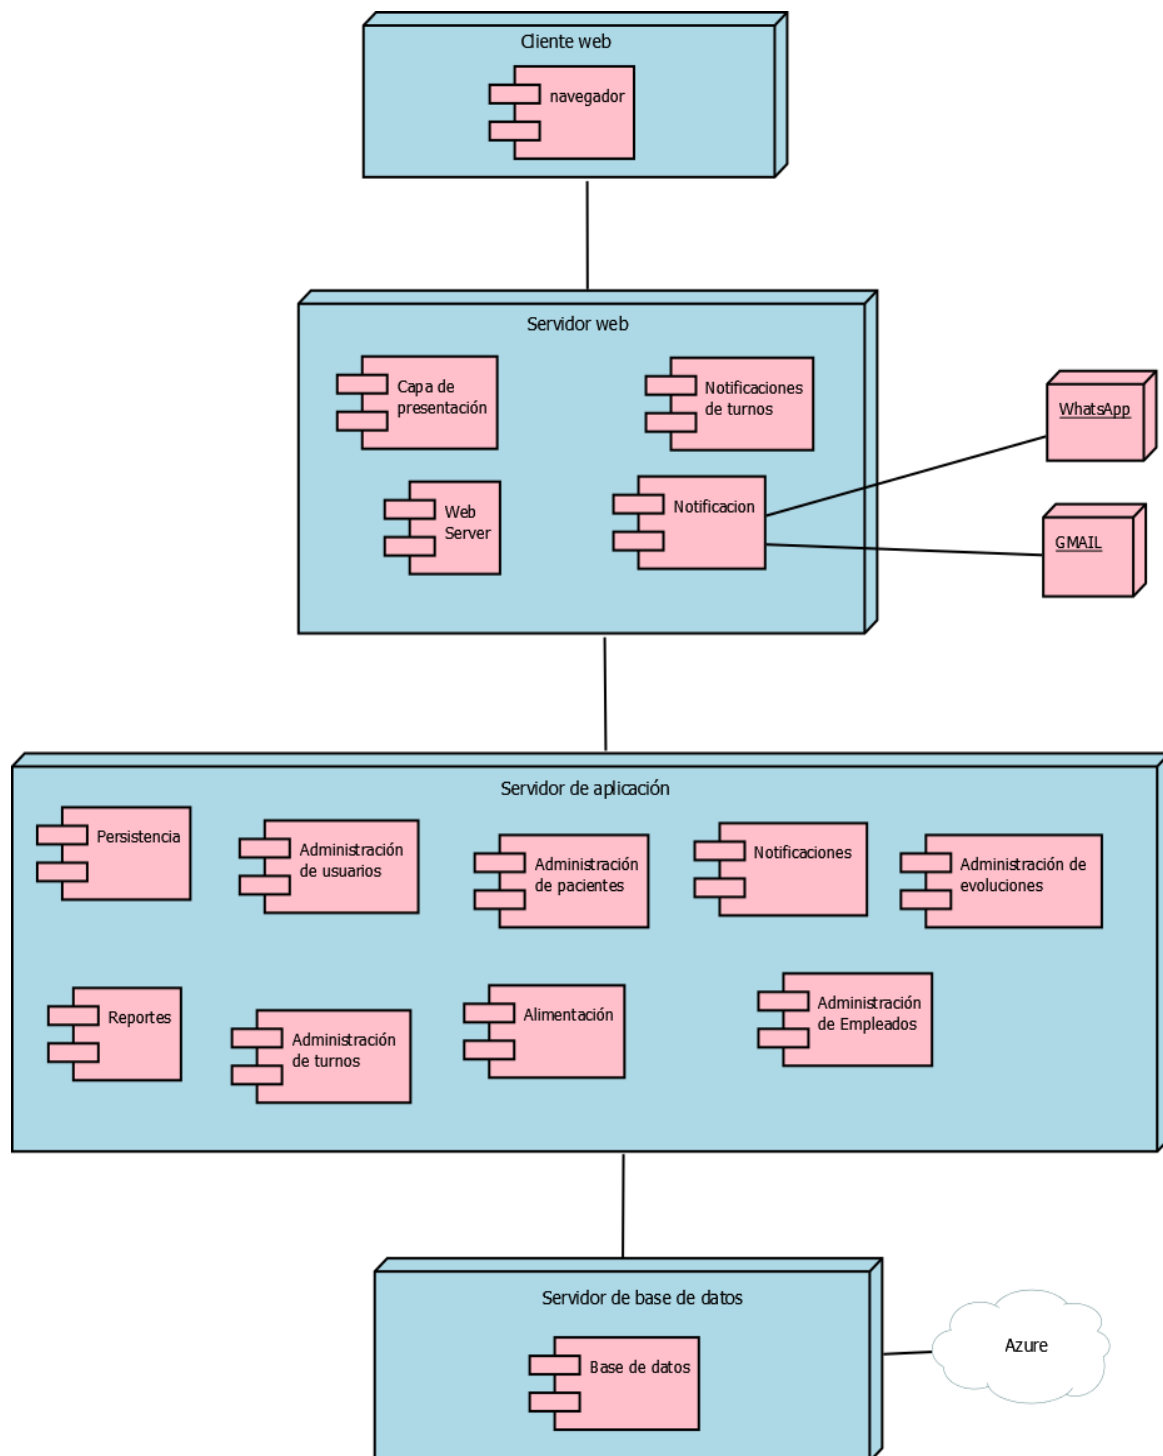 Cliente web
navegador
Servidor web
Capa de
presentación
Notificaciones
de turnos
Web
Server
Notificacion
WhatsApp
GMAIL
Servidor de aplicación
Persistencia
Administración
de usuarios
Administración
de pacientes
Notificaciones
Administración de
evoluciones
Reportes
Administración
de turnos
Alimentación
Administración
de Empleados
Servidor de base de datos
Base de datos
Azure